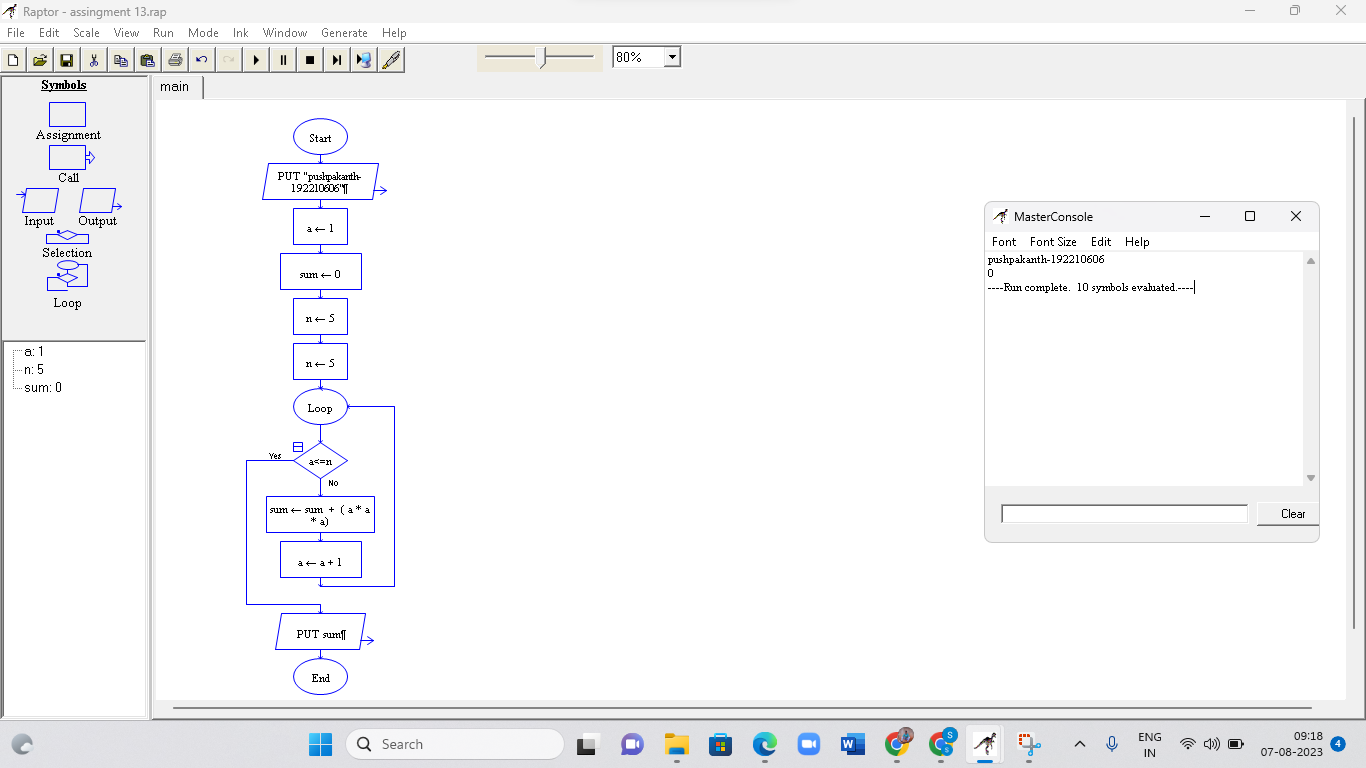 Raptor - assingment 13.rap
File Edit Scale View Run Mode Ink Window Generate Help
80%
Symbols
Assignment
Call
Input Output
Selection
Loop
a: 1
n: 5
sum: 0
main
Start
PUT "pushpakanth-
192210606"¶
a ← 1
sum ← 0
n ← 5
n ← 5
Loop
Yes
a<=n
No
sum ← sum + ( a * a
* a)
a ← a + 1
PUT sum¶
End
MasterConsole
Font Font Size Edit Help
pushpakanth-192210606
0
----Run complete. 10 symbols evaluated.----
Clear
Search
ENG
IN
09:18
07-08-2023
4
S
S
W